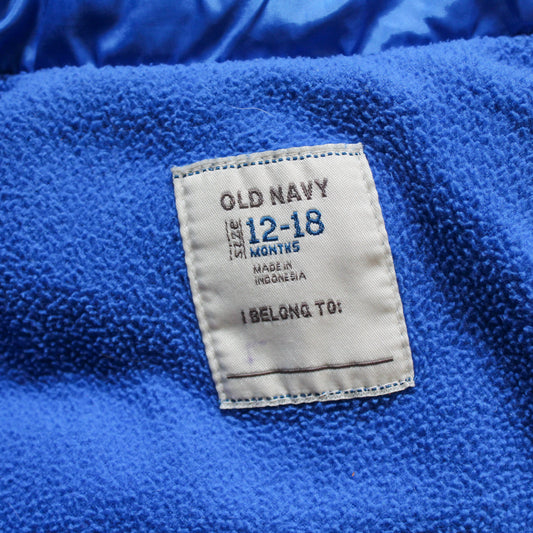 OLD NAVY
size 12-18
MONTHS
MADE IN
INDONESIA
I BELONG TO: